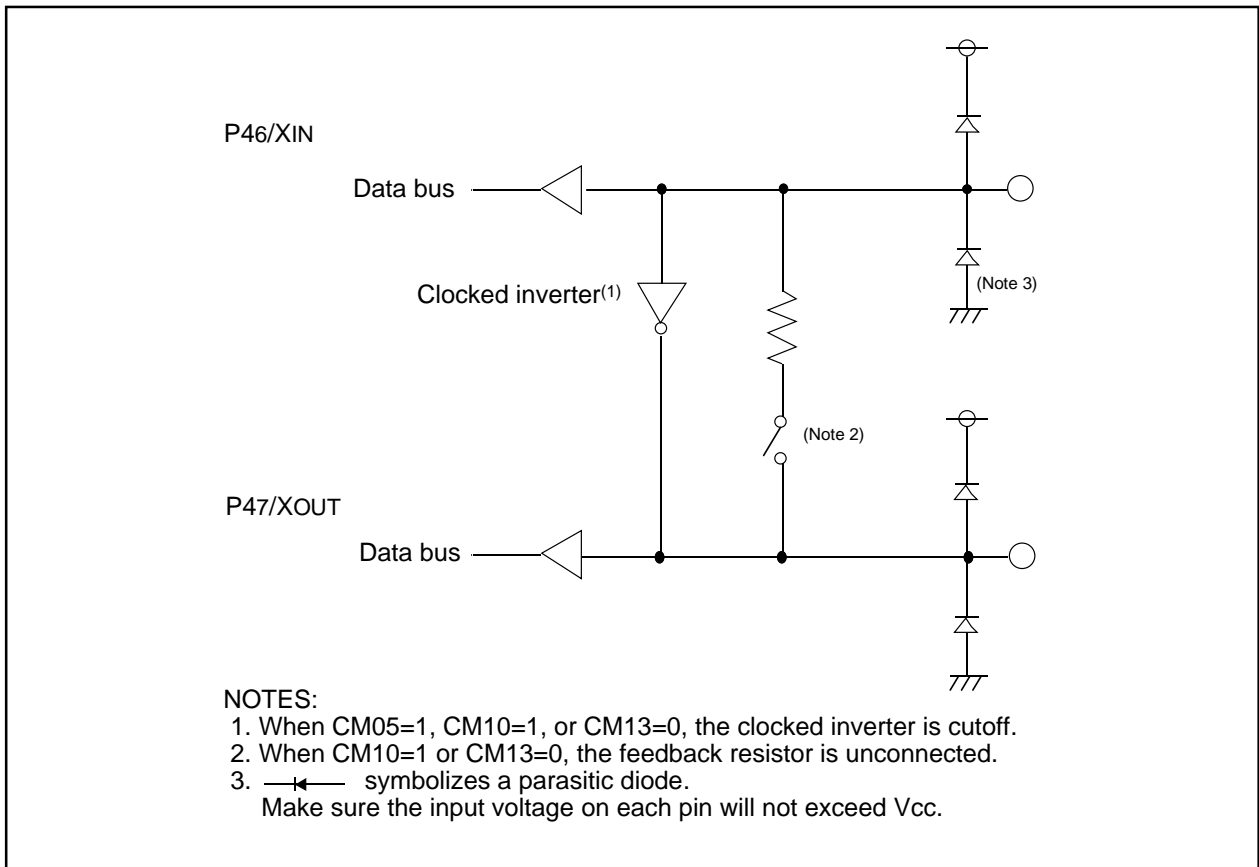 P46/XIN
Data bus
Clocked inverter(1)
(Note 3)
(Note 2)
P47/XOUT
Data bus
NOTES:
1. When CM05=1, CM10=1, or CM13=0, the clocked inverter is cutoff.
2. When CM10=1 or CM13=0, the feedback resistor is unconnected.
3. symbolizes a parasitic diode.
Make sure the input voltage on each pin will not exceed Vcc.